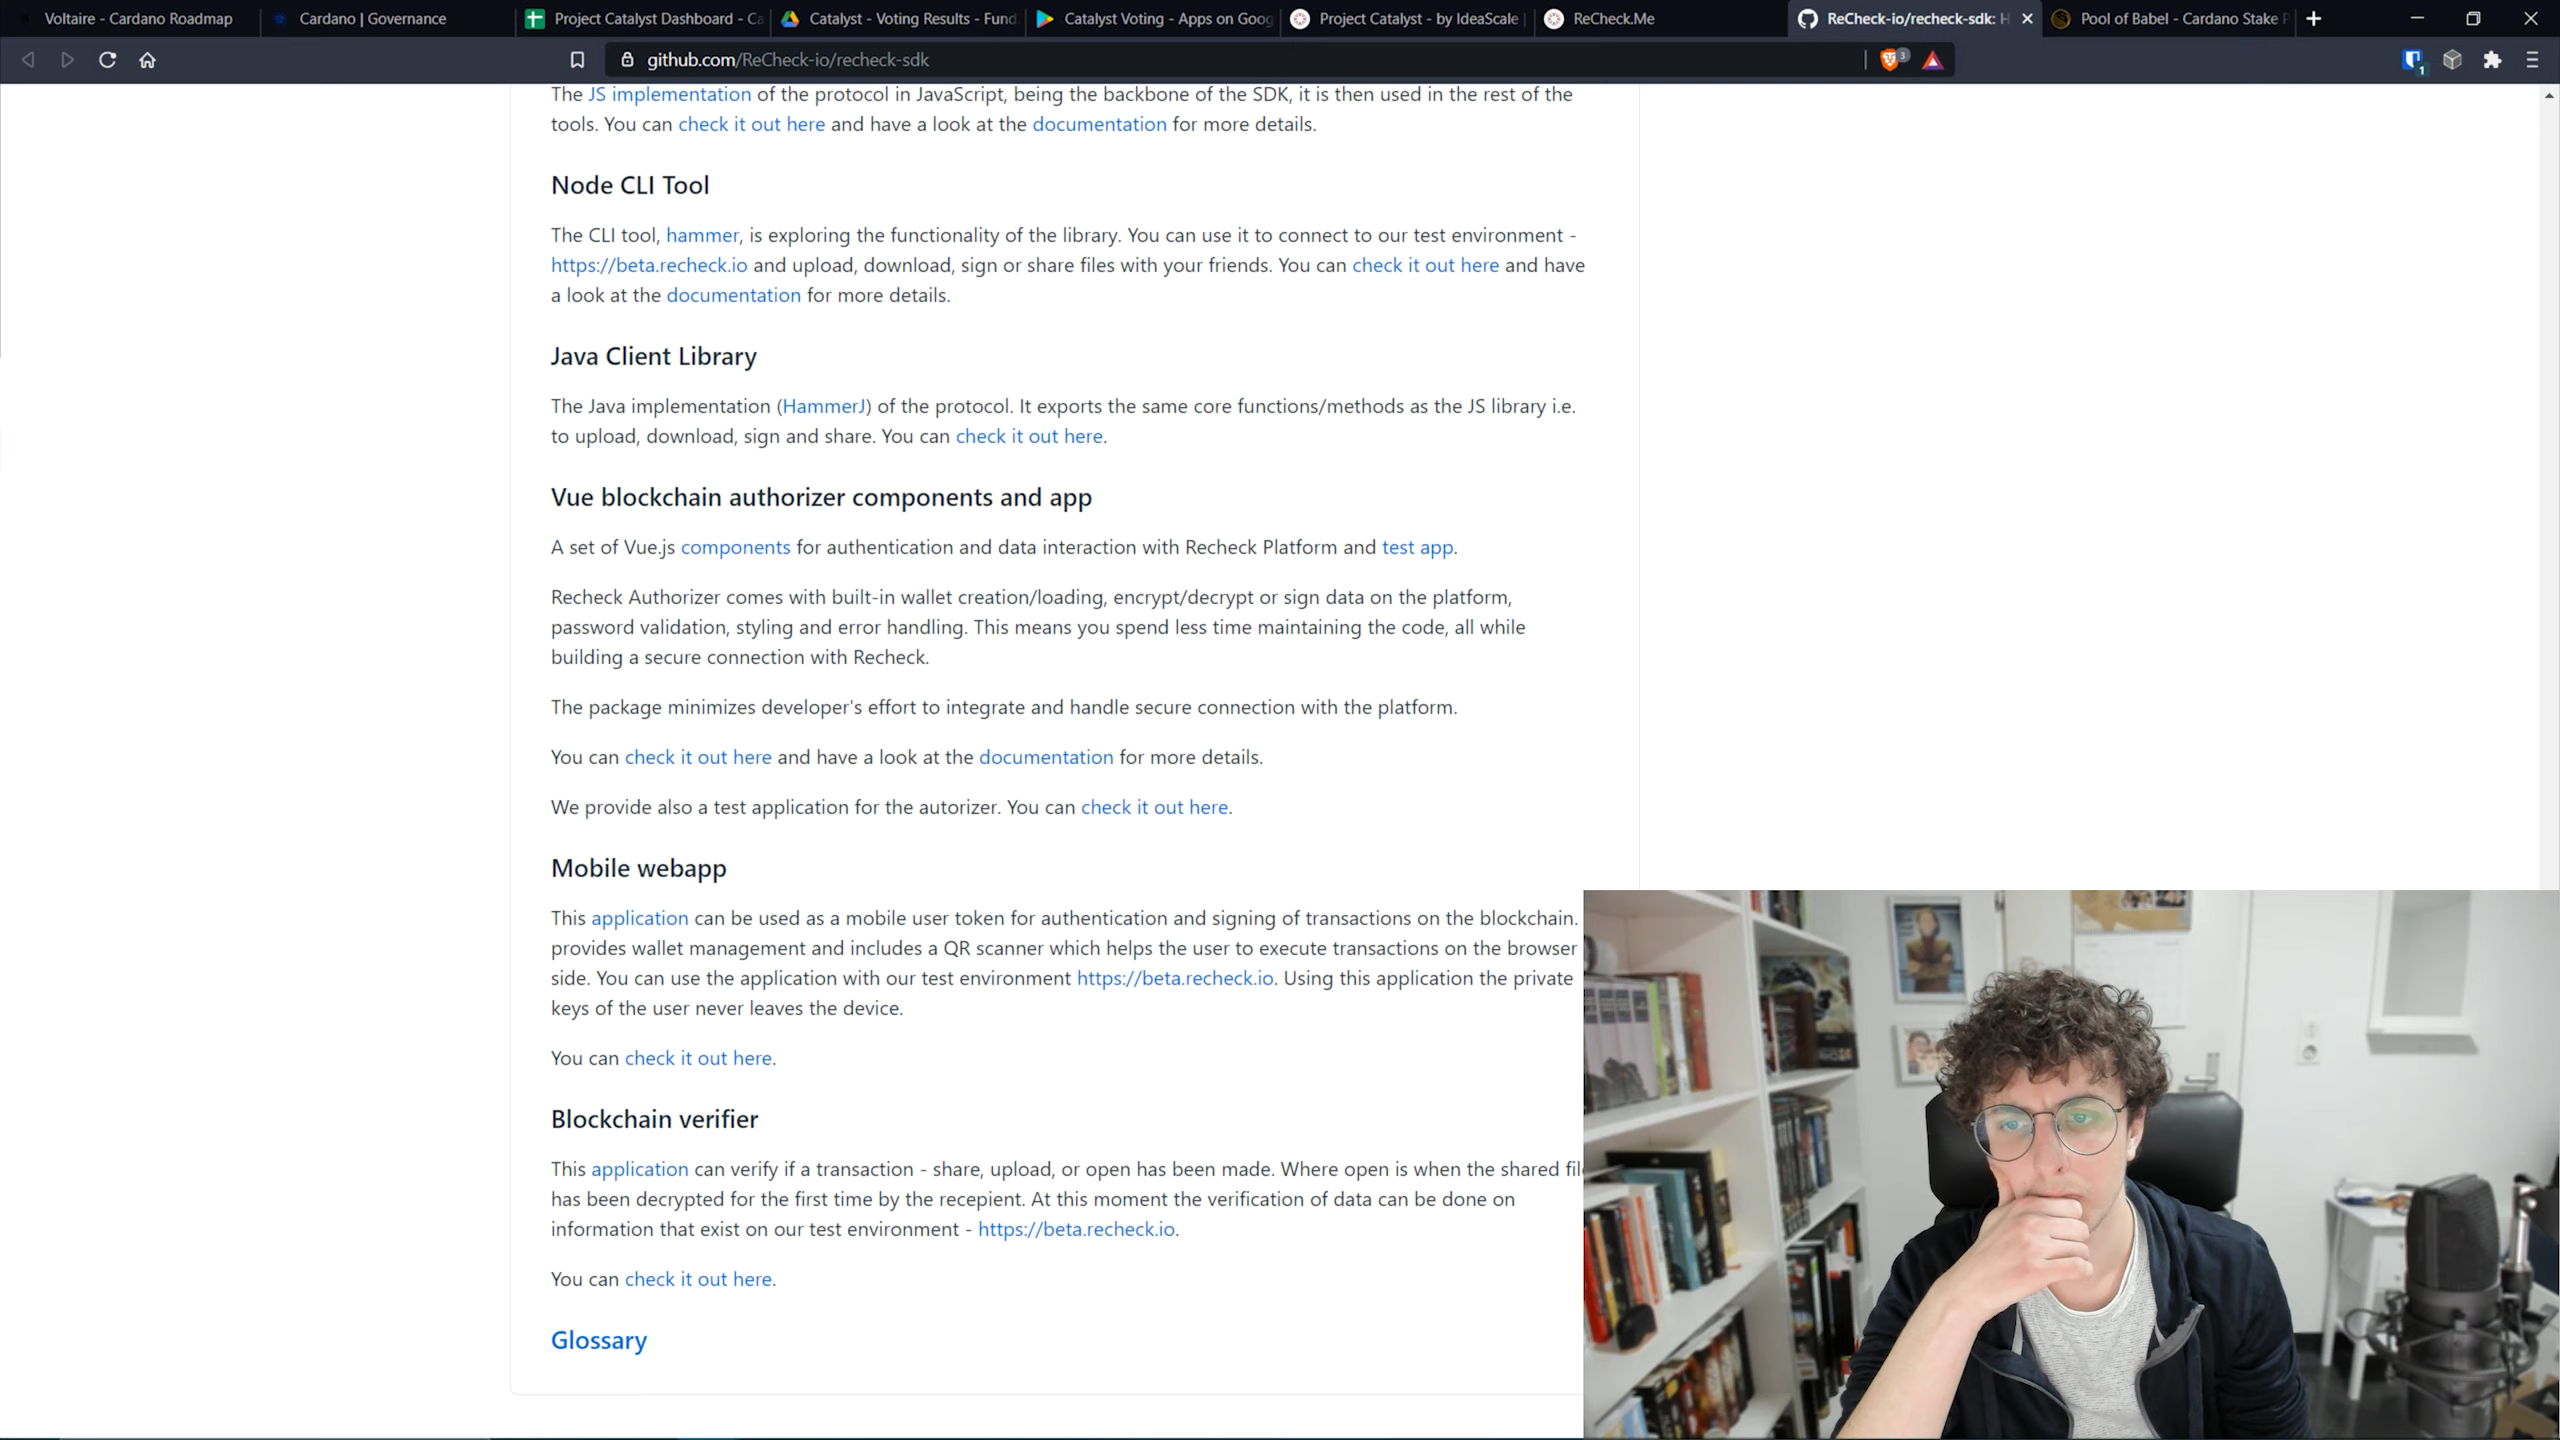 Voltaire - Cardano Roadmap
Cardano | Governance
Project Catalyst Dashboard - Ca
Catalyst - Voting Results - Fund
Catalyst Voting - Apps on Goog
Project Catalyst - by IdeaScale
ReCheck.Me
ReCheck-io/recheck-sdk: H
Pool of Babel - Cardano Stake P
github.com/ReCheck-io/recheck-sdk
3
1
The JS implementation of the protocol in JavaScript, being the backbone of the SDK, it is then used in the rest of the
tools. You can check it out here and have a look at the documentation for more details.
Node CLI Tool
The CLI tool, hammer, is exploring the functionality of the library. You can use it to connect to our test environment -
https://beta.recheck.io and upload, download, sign or share files with your friends. You can check it out here and have
a look at the documentation for more details.
Java Client Library
The Java implementation (HammerJ) of the protocol. It exports the same core functions/methods as the JS library i.e.
to upload, download, sign and share. You can check it out here.
Vue blockchain authorizer components and app
A set of Vue.js components for authentication and data interaction with Recheck Platform and test app.
Recheck Authorizer comes with built-in wallet creation/loading, encrypt/decrypt or sign data on the platform,
password validation, styling and error handling. This means you spend less time maintaining the code, all while
building a secure connection with Recheck.
The package minimizes developer's effort to integrate and handle secure connection with the platform.
You can check it out here and have a look at the documentation for more details.
We provide also a test application for the autorizer. You can check it out here.
Mobile webapp
This application can be used as a mobile user token for authentication and signing of transactions on the blockchain.
provides wallet management and includes a QR scanner which helps the user to execute transactions on the browser
side. You can use the application with our test environment https://beta.recheck.io. Using this application the private
keys of the user never leaves the device.
You can check it out here.
Blockchain verifier
This application can verify if a transaction - share, upload, or open has been made. Where open is when the shared fil
has been decrypted for the first time by the recepient. At this moment the verification of data can be done on
information that exist on our test environment - https://beta.recheck.io.
You can check it out here.
Glossary